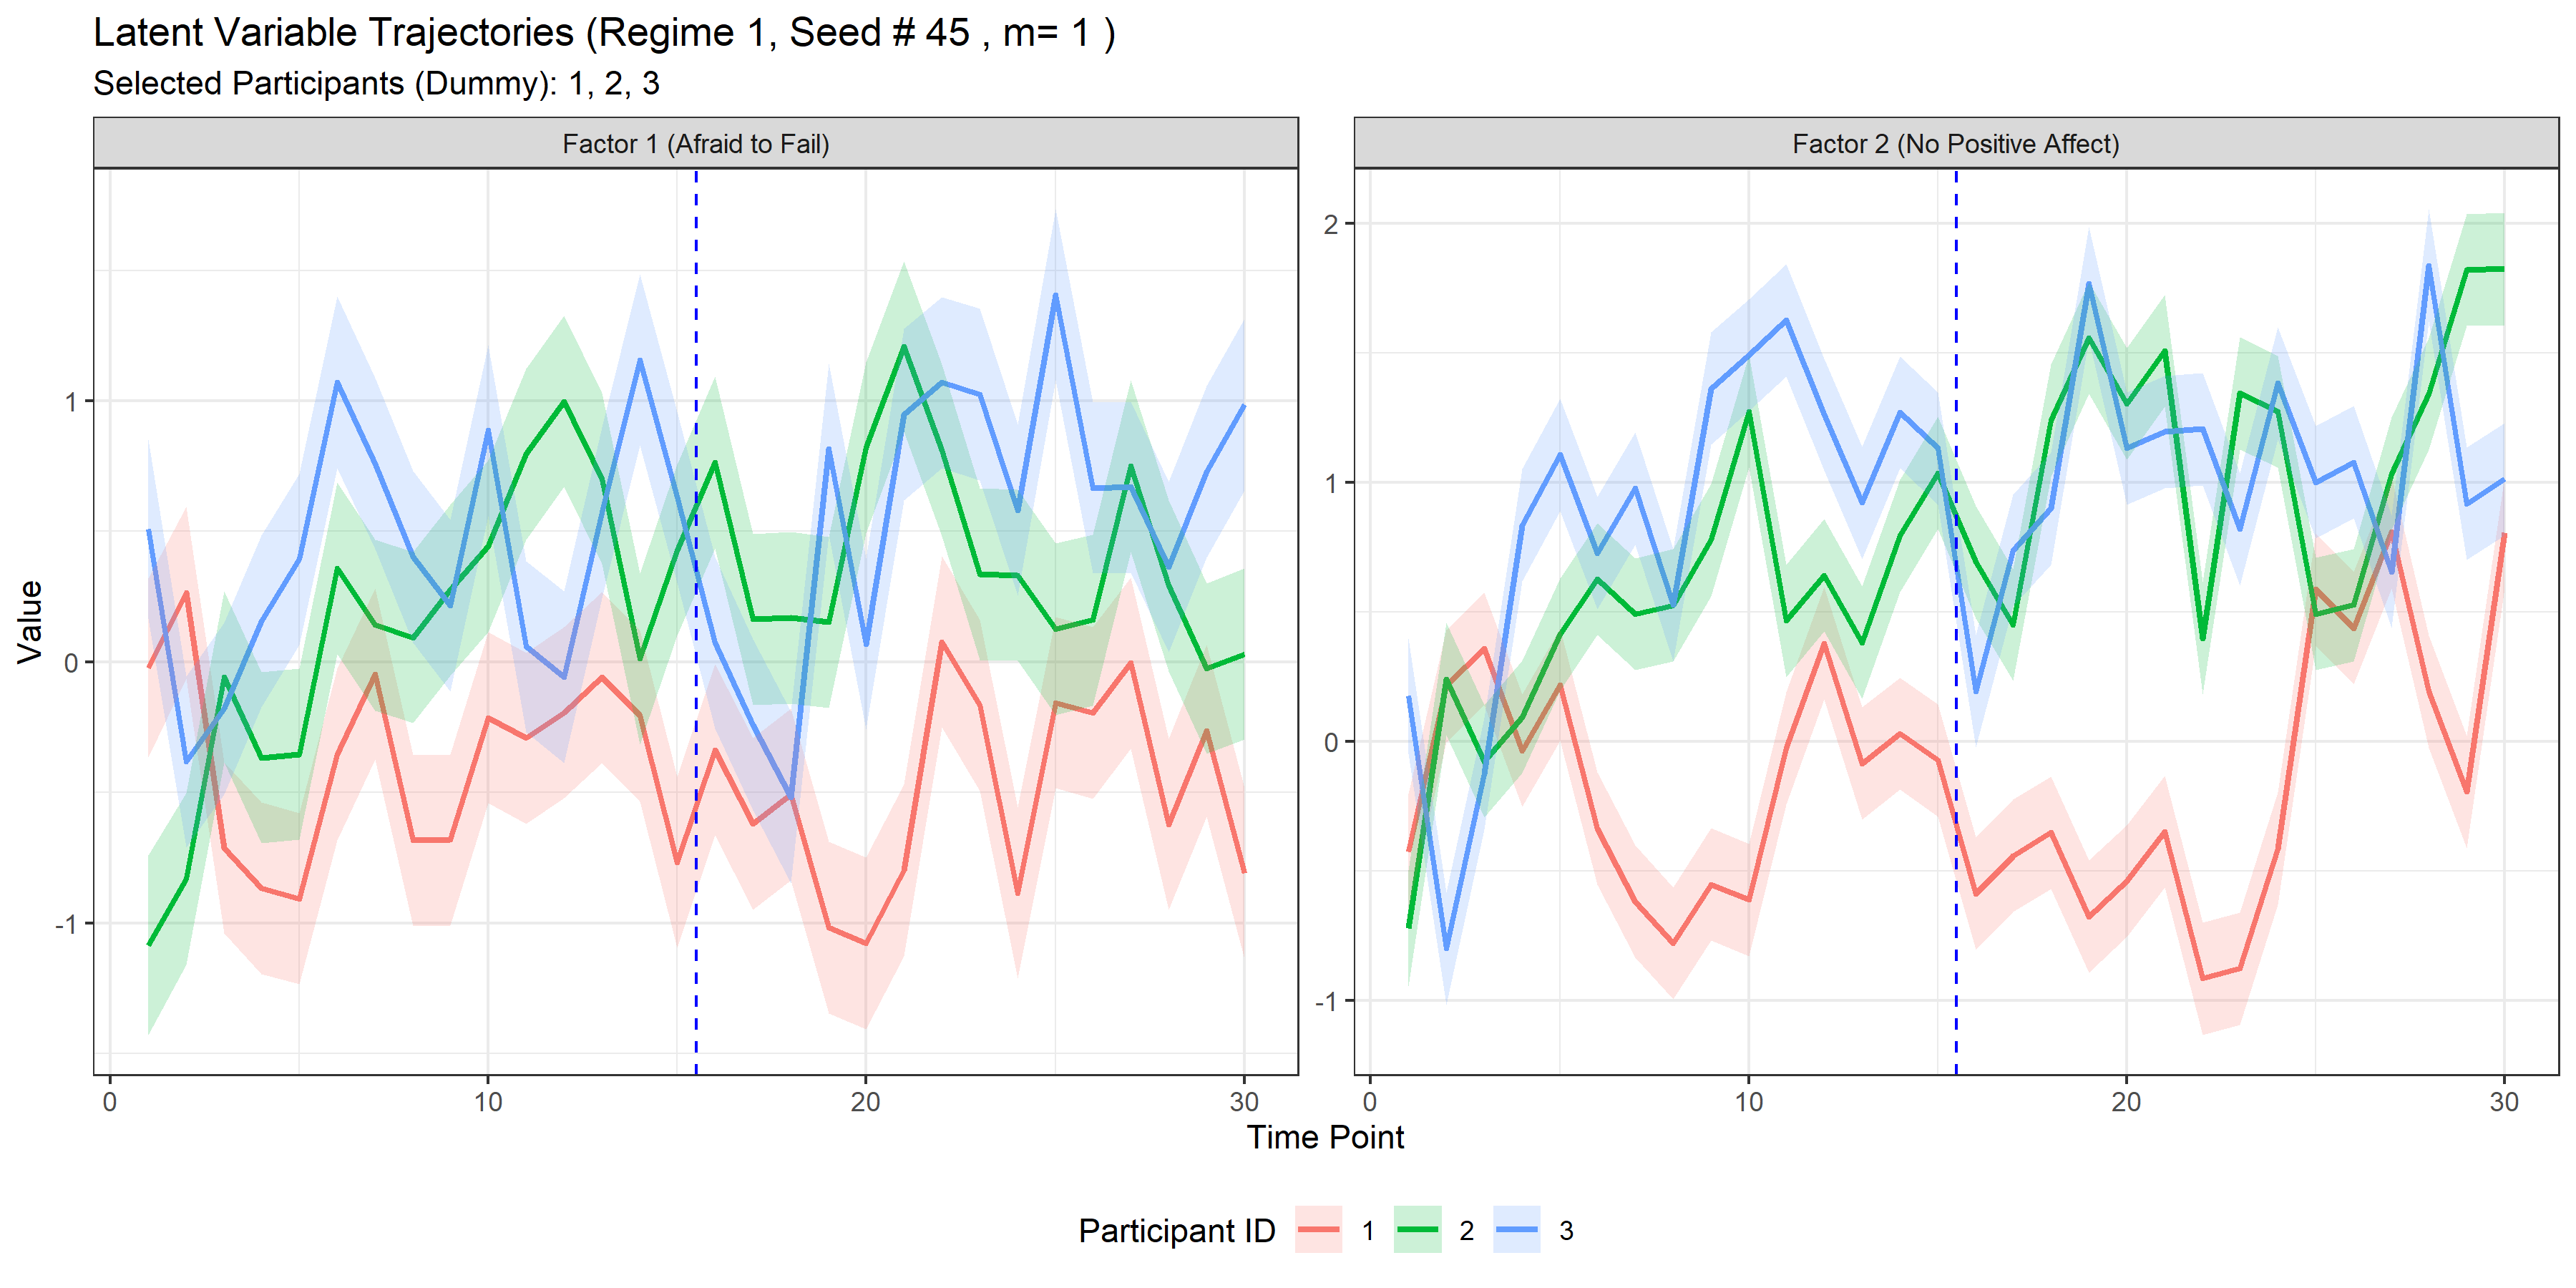 Latent Variable Trajectories (Regime 1, Seed # 45 , m= 1 )
Selected Participants (Dummy): 1, 2, 3
Factor 1 (Afraid to Fail)
Factor 2 (No Positive Affect)
Value
1
0
-1
2
1
0
-1
0 10 20 30
0 10 20 30
Time Point
Participant ID 1 2 3